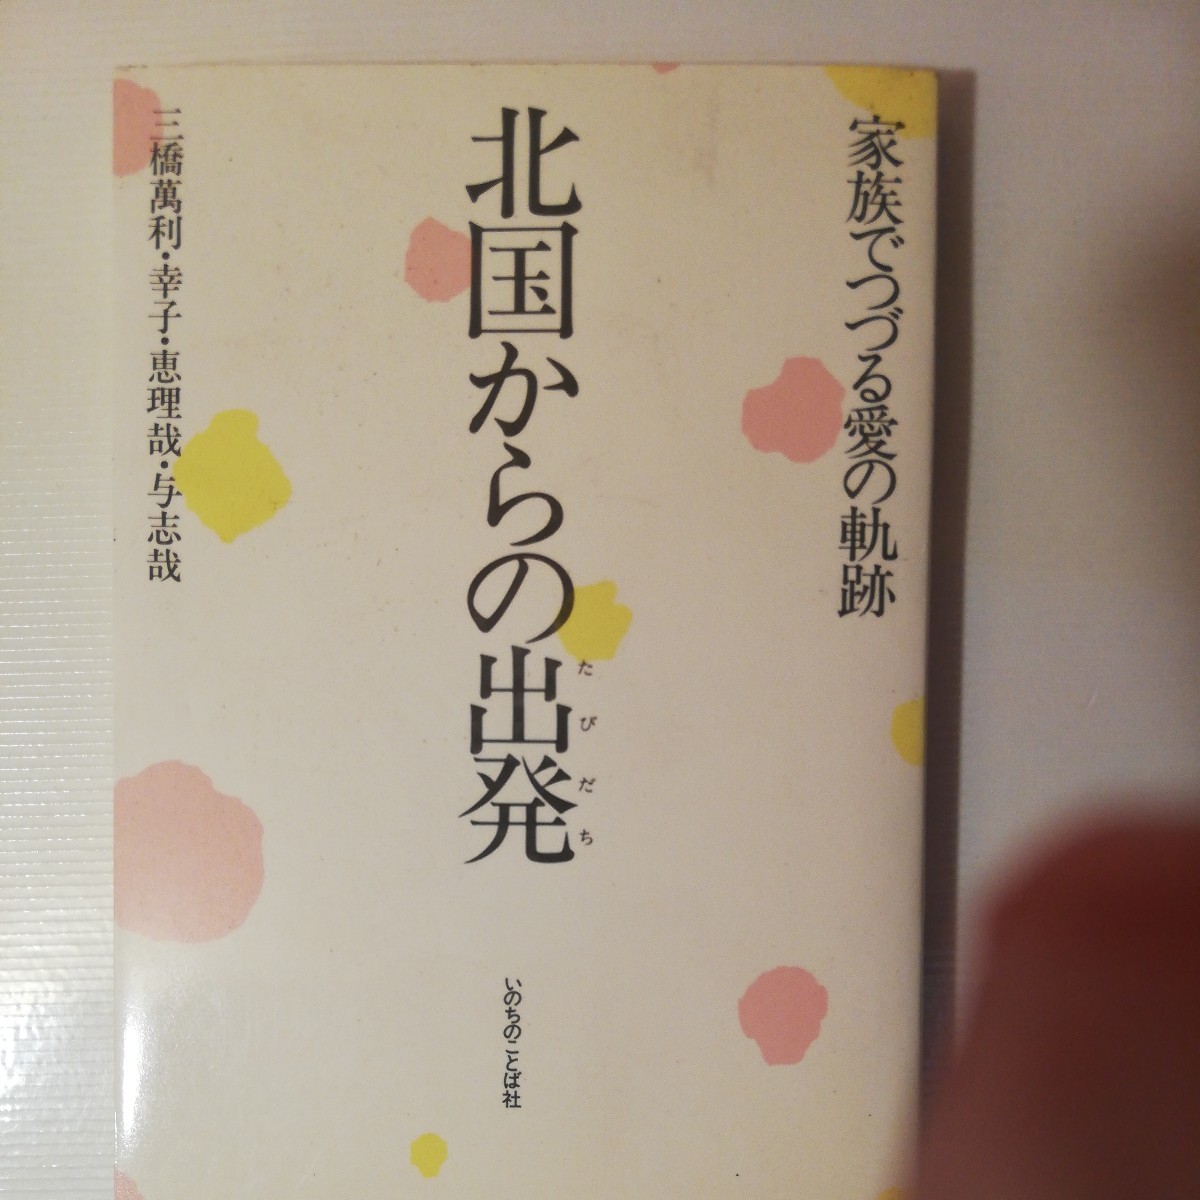 家族でつづる愛の軌跡
北国からの出発
たびだち
三橋萬利・幸子・恵理哉・与志哉
いのちのことば社